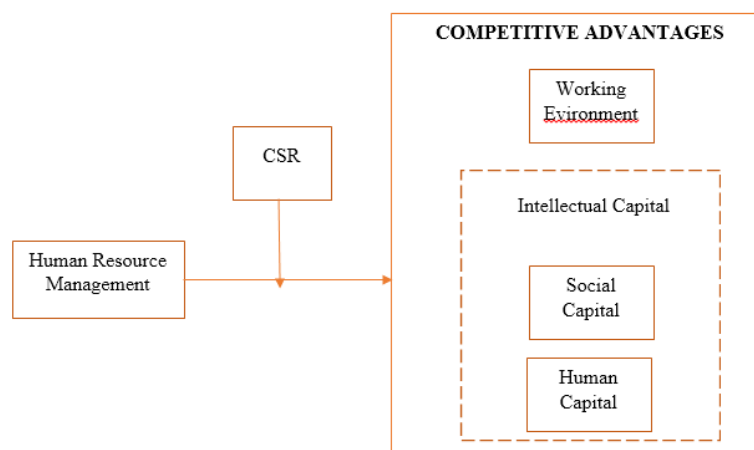 COMPETITIVE ADVANTAGES
Working
Evironment
CSR
Intellectual Capital
Human Resource
Management
Social
Capital
Human
Capital